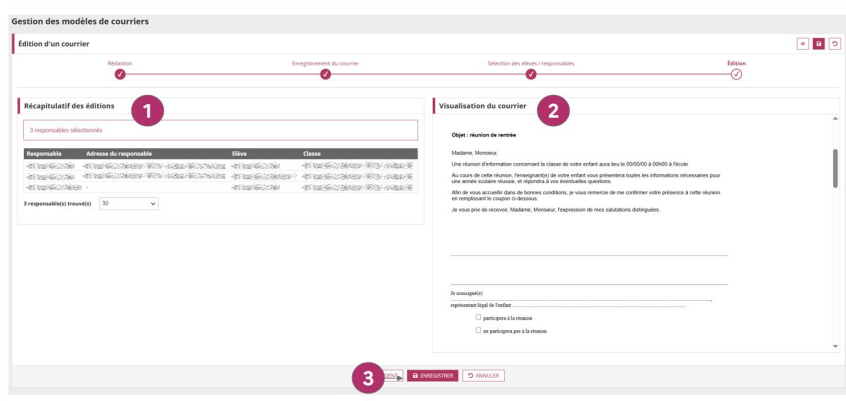 Gestion des modèles de courriers
Édition d'un courrier
Rédaction
Enregistrement du courrier
Sélection des élèves / responsables
Édition
Récapitulatif des éditions
1
3 responsables sélectionnés
Responsable Adresse du responsable Elève Classe
3 responsable(s) trouvé(s) 30
Visualisation du courrier
2
Objet : réunion de rentrée
Madame, Monsieur,
Une réunion d'information concernant la classe de votre enfant aura lieu le 00/00/00 à 00h00 à l'école.
Au cours de cette réunion, l'enseignant(e) de votre enfant vous présentera toutes les informations nécessaires pour
une année scolaire réussie, et répondra à vos éventuelles questions.
Afin de vous accueillir dans de bonnes conditions, je vous remercie de me confirmer votre présence à cette réunion
en remplissant le coupon ci-dessous.
Je vous prie de recevoir, Madame, Monsieur, l'expression de mes salutations distinguées.
Je soussigné(e)
représentant légal de l'enfant
participera à la réunion
ne participera pas à la réunion
3
ENREGISTRER
ANNULER